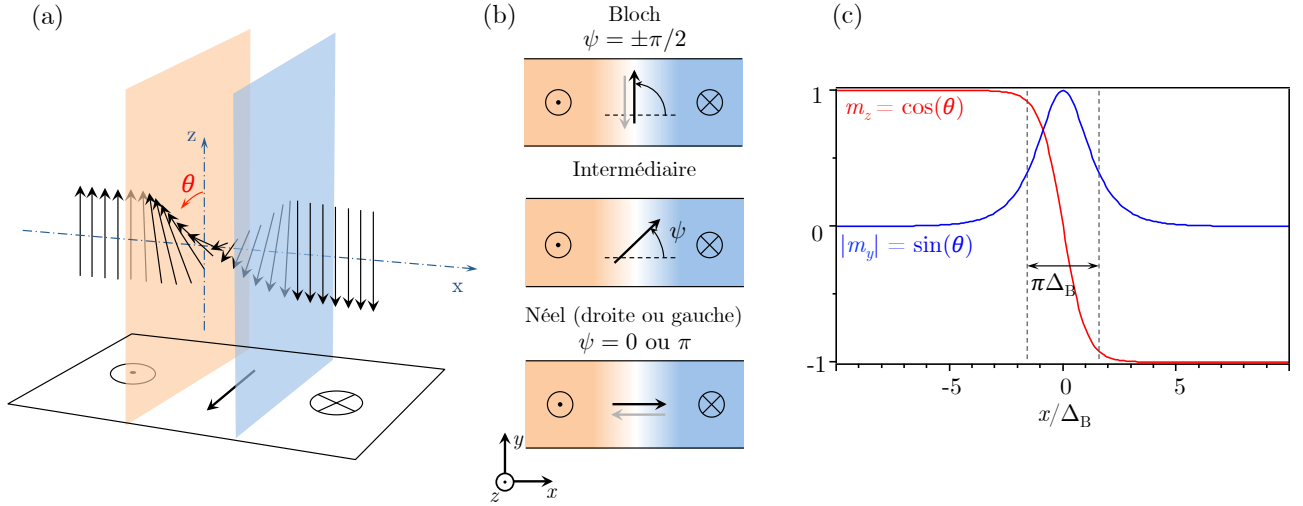 (a)
z
θ
x
(b)
Bloch
ψ = ±π/2
Intermédiaire
ψ
Néel (droite ou gauche)
ψ = 0 ou π
y
z
x
(c)
1
m_z = cos(θ)
0
|m_y| = sin(θ)
πΔ_B
-1
-5 0 5
x/Δ_B